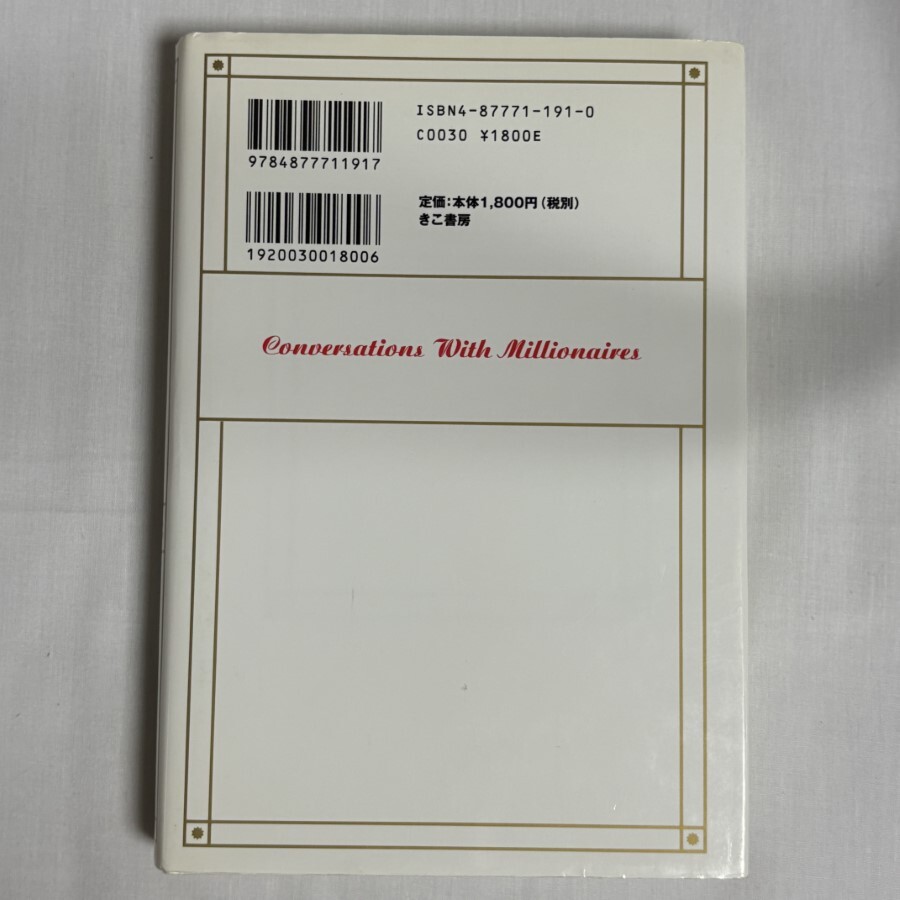 ISBN4-87771-191-0
C0030 ¥1800E
9784877711917
定価：本体1,800円（税別）
きこ書房
1920030018006
Conversations With Millionaires